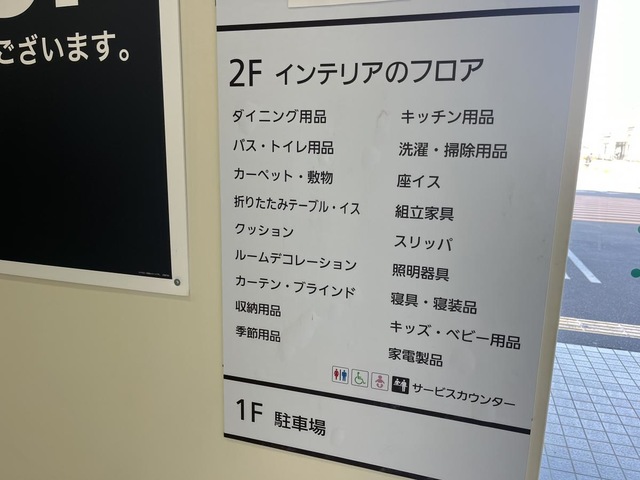 ございます。
2F インテリアのフロア
ダイニング用品
バス・トイレ用品
カーペット・敷物
折りたたみテーブル・イス
クッション
ルームデコレーション
カーテン・ブラインド
収納用品
季節用品
キッチン用品
洗濯・掃除用品
座イス
組立家具
スリッパ
照明器具
寝具・寝装品
キッズ・ベビー用品
家電製品
サービスカウンター
1F 駐車場